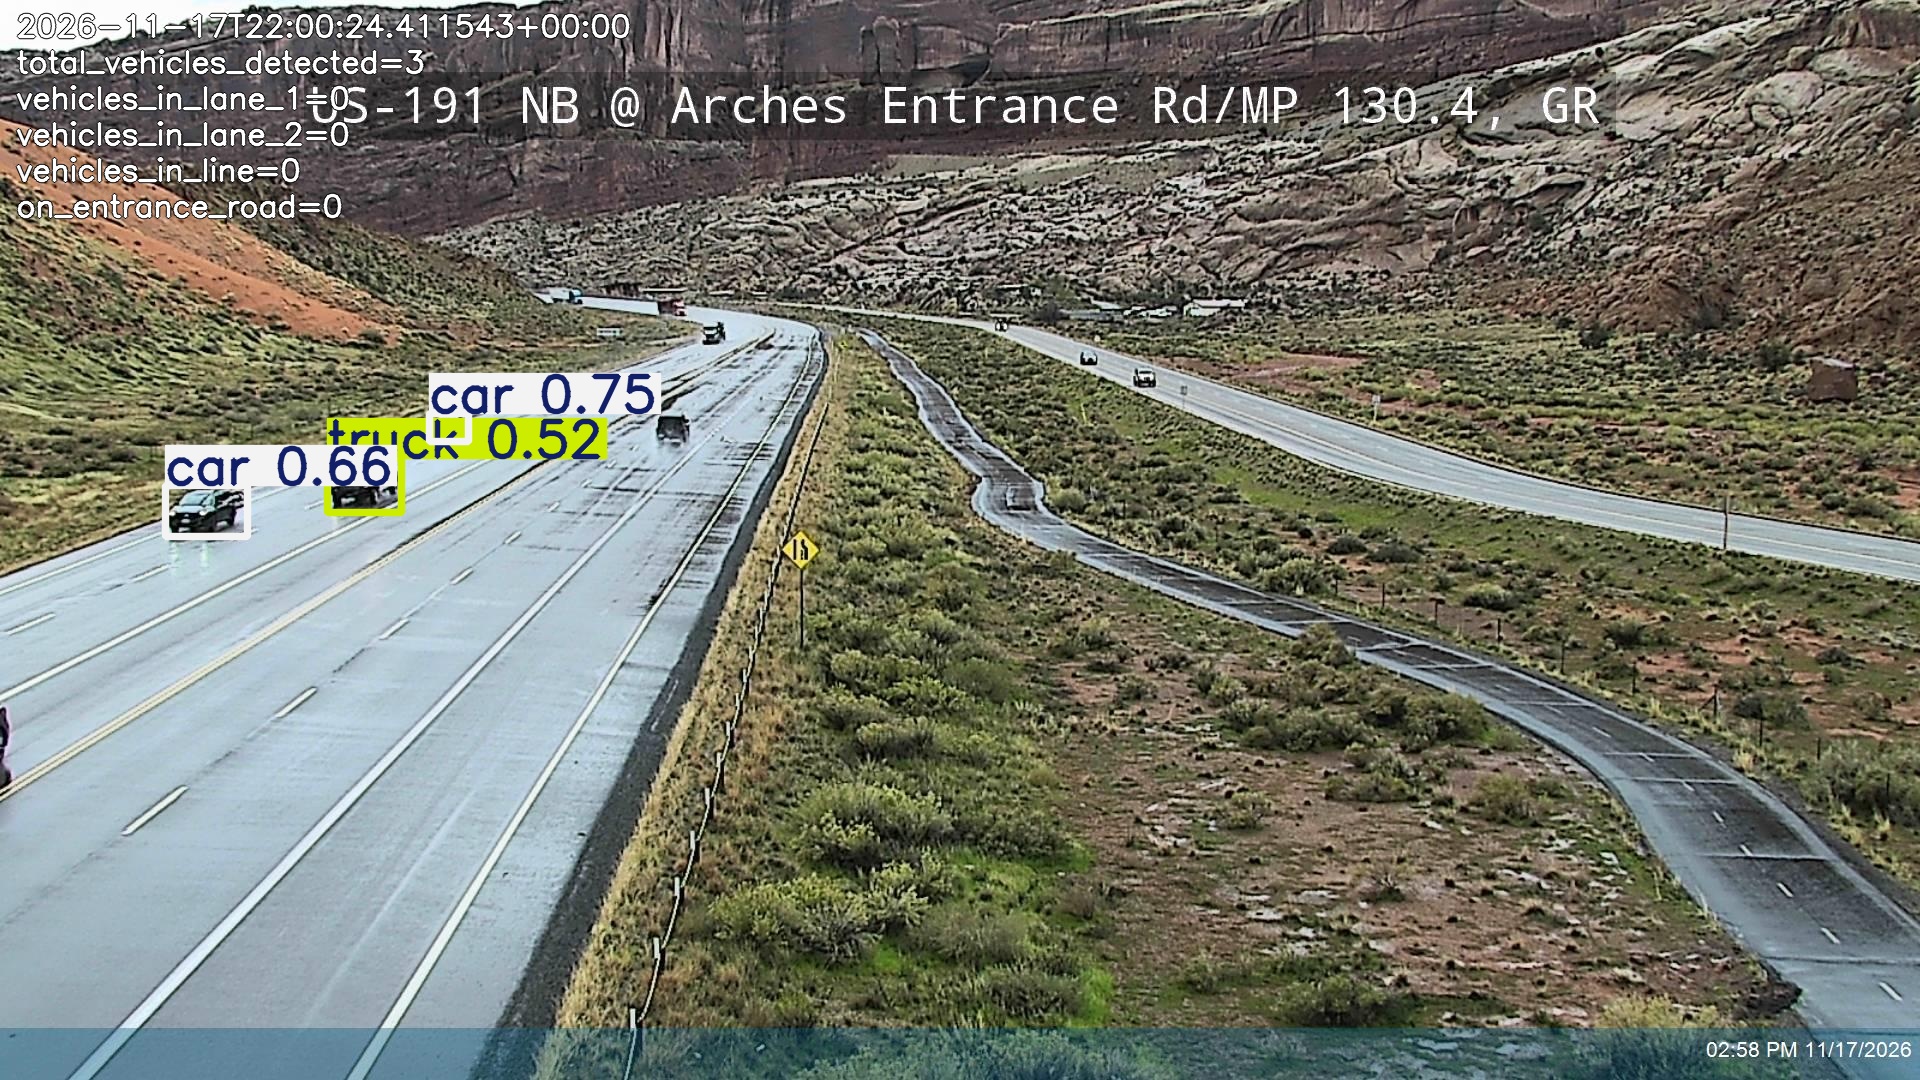 2026-11-17T22:00:24.411543+00:00
total_vehicles_detected=3
vehicles_in_lane_1=0
US-191 NB @ Arches Entrance Rd/MP 130.4, GR
vehicles_in_lane_2=0
vehicles_in_line=0
on_entrance_road=0
car 0.75
truck 0.52
car 0.66
02:58 PM 11/17/2026